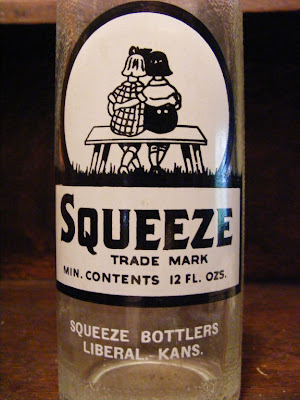 SQUEEZE
TRADE MARK
MIN. CONTENTS 12 FL. OZS.
SQUEEZE BOTTLERS
LIBERAL.- KANS.